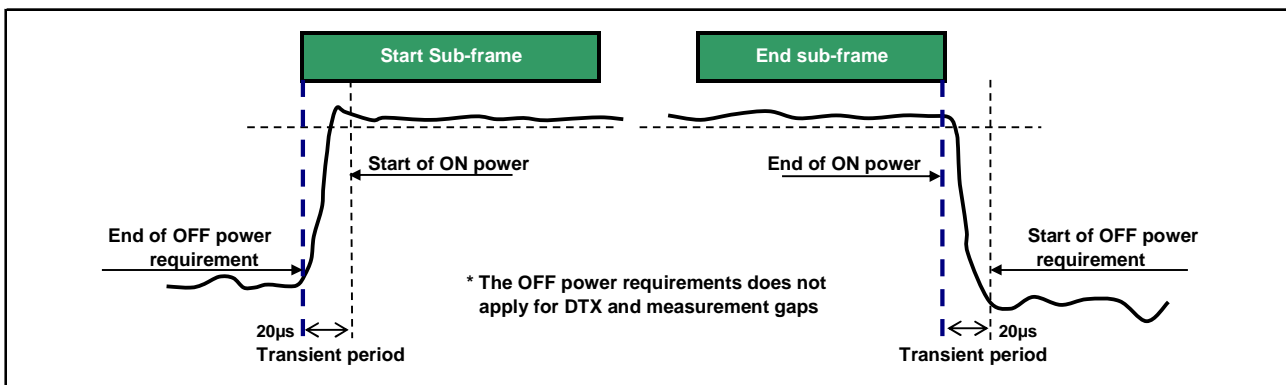 Start Sub-frame
End sub-frame
Start of ON power
End of ON power
End of OFF power
requirement
Start of OFF power
requirement
* The OFF power requirements does not
apply for DTX and measurement gaps
20µs
Transient period
20µs
Transient period